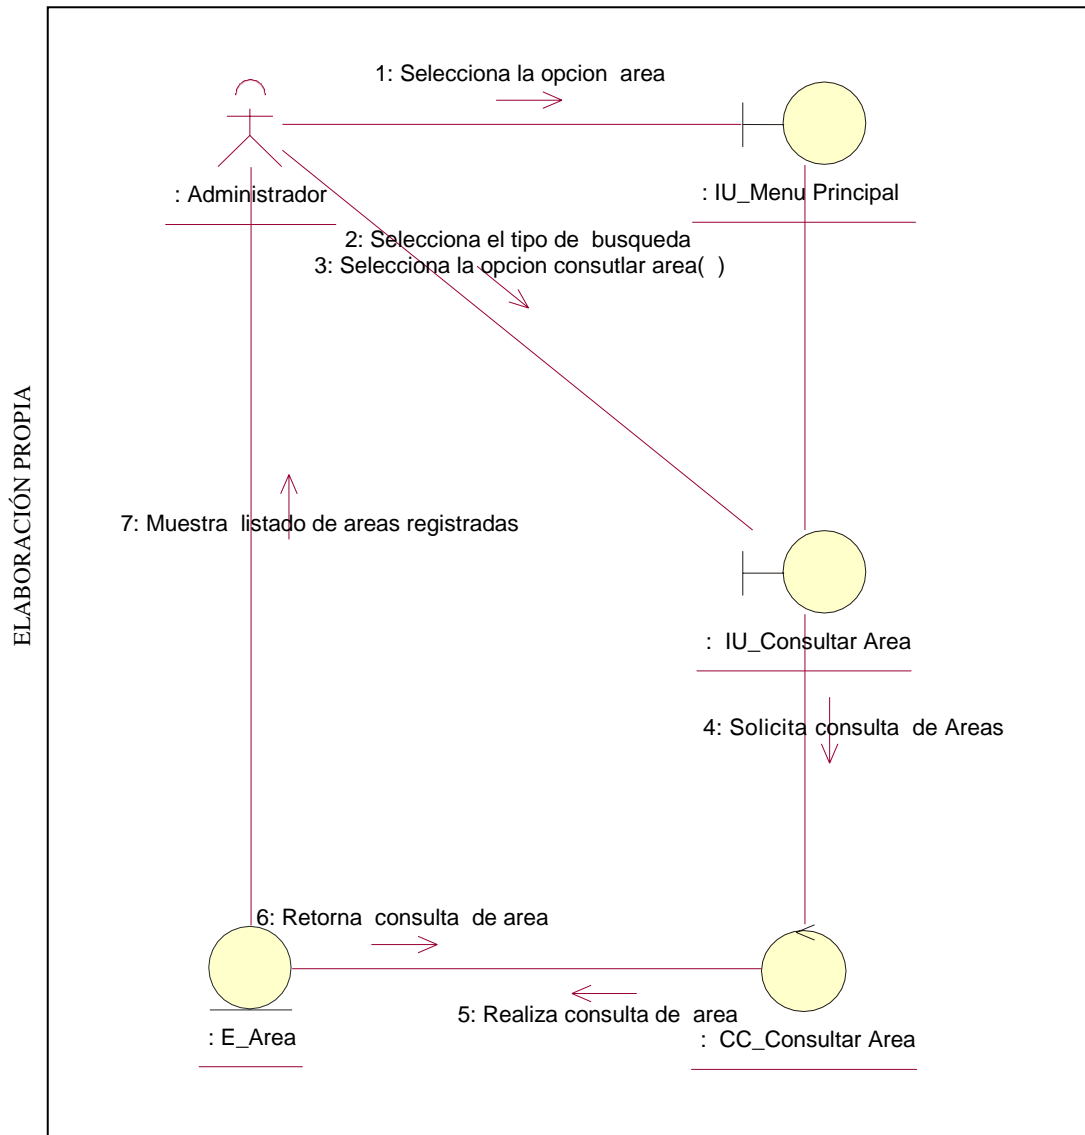 1: Selecciona la opcion area
: Administrador
: IU_Menu Principal
2: Selecciona el tipo de busqueda
3: Selecciona la opcion consutlar area( )
ELABORACIÓN PROPIA
7: Muestra listado de areas registradas
: IU_Consultar Area
4: Solicita consulta de Areas
6: Retorna consulta de area
5: Realiza consulta de area
: E_Area
: CC_Consultar Area